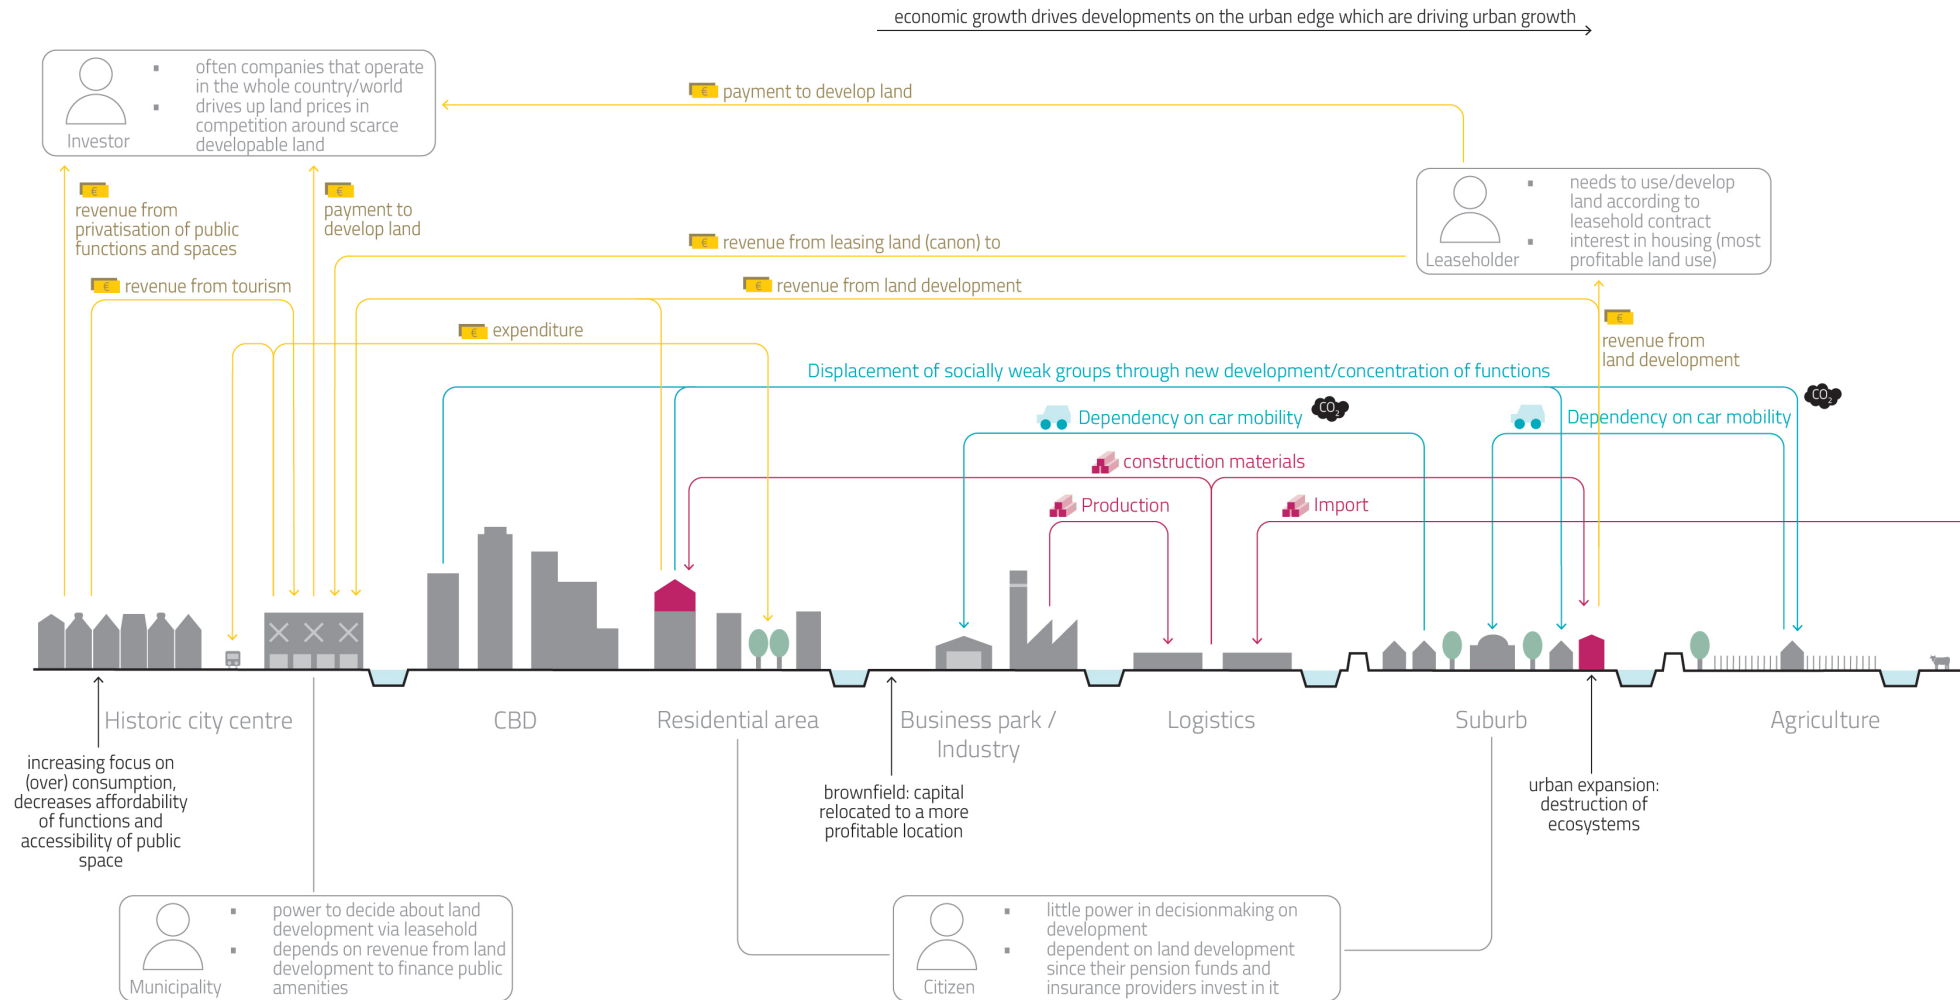 economic growth drives developments on the urban edge which are driving urban growth
often companies that operate
in the whole country/world
drives up land prices in
competition around scarce
developable land
Investor
€ payment to develop land
needs to use/develop
land according to
leasehold contract
interest in housing (most
profitable land use)
Leaseholder
€
revenue from
privatisation of public
functions and spaces
€
payment to
develop land
€ revenue from leasing land (canon) to
€ revenue from tourism
€ revenue from land development
€
revenue from
land development
€ expenditure
Displacement of socially weak groups through new development/concentration of functions
CO2
Dependency on car mobility
CO2
Dependency on car mobility
construction materials
Production
Import
Historic city centre
CBD
Residential area
Business park /
Industry
Logistics
Suburb
Agriculture
increasing focus on
(over) consumption,
decreases affordability
of functions and
accessibility of public
space
brownfield: capital
relocated to a more
profitable location
urban expansion:
destruction of
ecosystems
power to decide about land
development via leasehold
depends on revenue from land
development to finance public
amenities
Municipality
little power in decisionmaking on
development
dependent on land development
since their pension funds and
insurance providers invest in it
Citizen